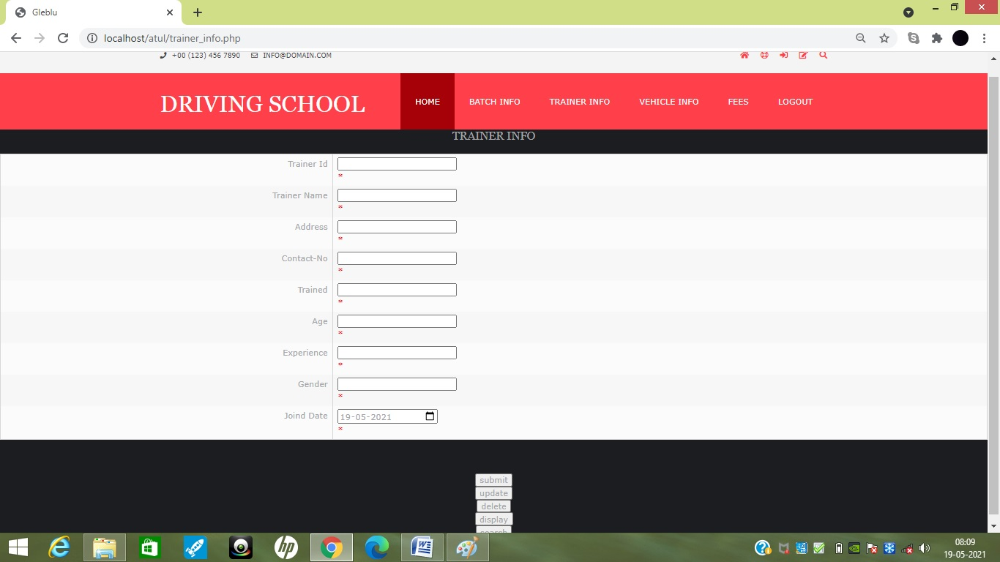 Gleblu
localhost/atul/trainer_info.php
+00 (123) 456 7890 INFO@DOMAIN.COM
DRIVING SCHOOL HOME BATCH INFO TRAINER INFO VEHICLE INFO FEES LOGOUT
TRAINER INFO
Trainer Id
*
Trainer Name
*
Address
*
Contact-No
*
Trained
*
Age
*
Experience
*
Gender
*
Joind Date 19-05-2021
*
submit
update
delete
display
search
hp
08:09
19-05-2021